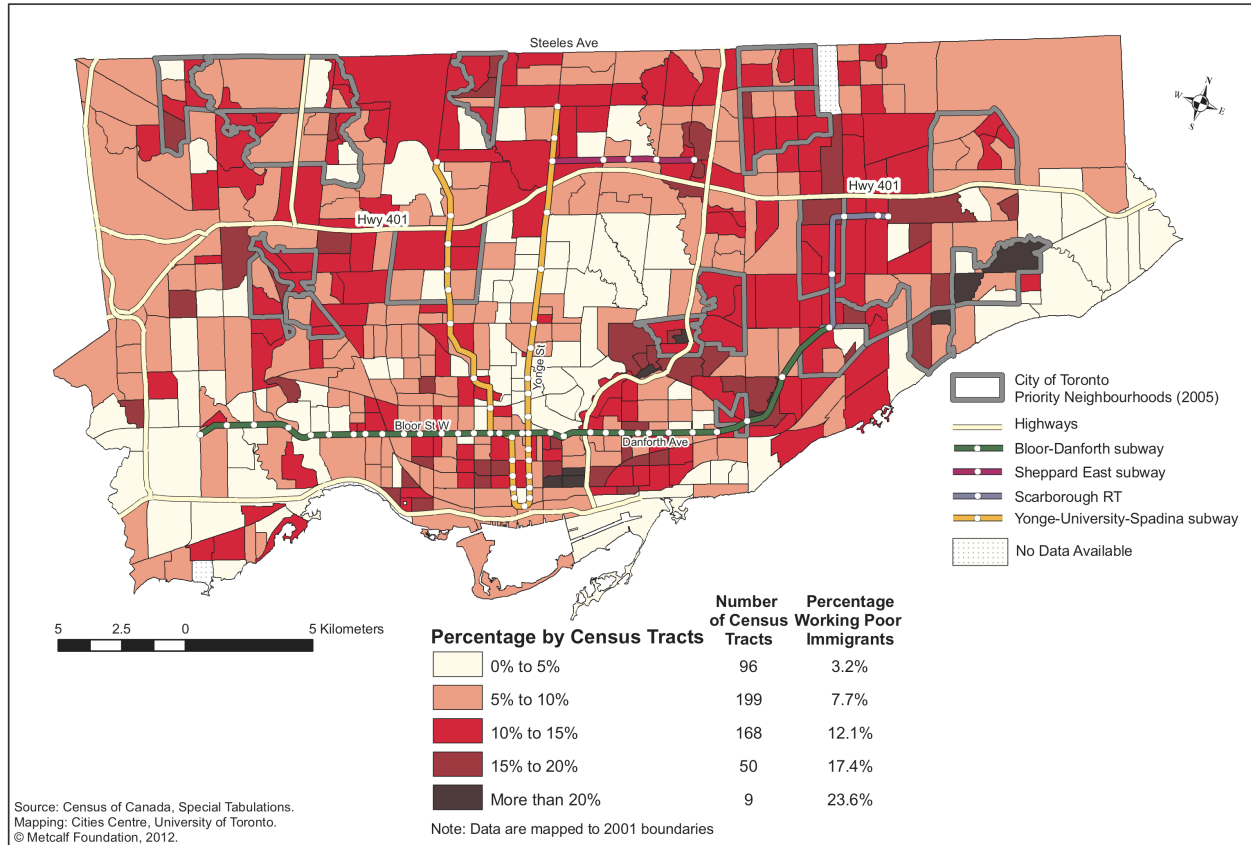 Steeles Ave
N
W
E
S
Hwy 401
Hwy 401
Yonge St
Bloor St W
Danforth Ave
City of Toronto
Priority Neighbourhoods (2005)
Highways
Bloor-Danforth subway
Sheppard East subway
Scarborough RT
Yonge-University-Spadina subway
No Data Available
5 2.5 0 5 Kilometers
Percentage by Census Tracts
Number
of Census
Tracts
Percentage
Working Poor
Immigrants
0% to 5% 96 3.2%
5% to 10% 199 7.7%
10% to 15% 168 12.1%
15% to 20% 50 17.4%
More than 20% 9 23.6%
Note: Data are mapped to 2001 boundaries
Source: Census of Canada, Special Tabulations.
Mapping: Cities Centre, University of Toronto.
© Metcalf Foundation, 2012.